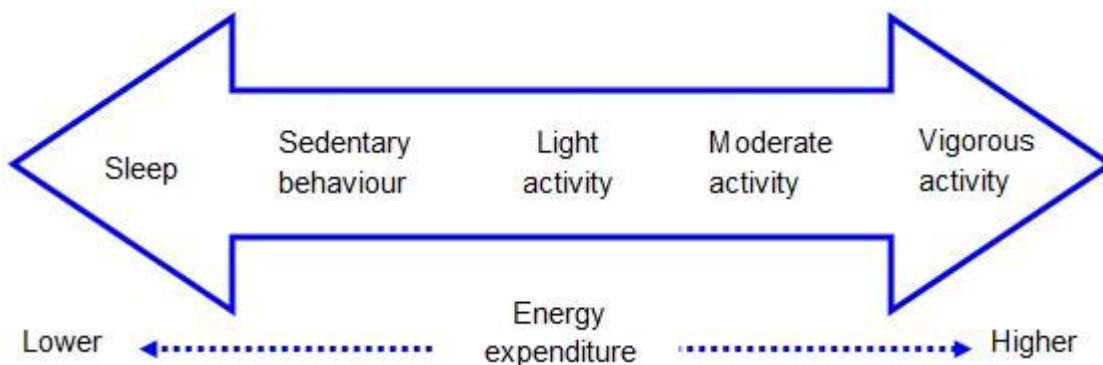 Sleep
Sedentary
behaviour
Light
activity
Moderate
activity
Vigorous
activity
Lower
Energy
expenditure
Higher